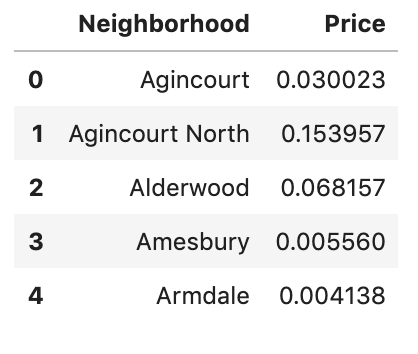 Neighborhood Price
0 Agincourt 0.030023
1 Agincourt North 0.153957
2 Alderwood 0.068157
3 Amesbury 0.005560
4 Armdale 0.004138